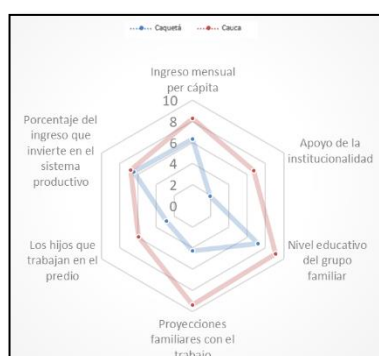 Caquetá
Cauca
Ingreso mensual
per cápita
10
8
6
4
2
0
Apoyo de la
institucionalidad
Nivel educativo
del grupo
familiar
Proyecciones
familiares con el
trabajo
Los hijos que
trabajan en el
predio
Porcentaje del
ingreso que
invierte en el
sistema
productivo